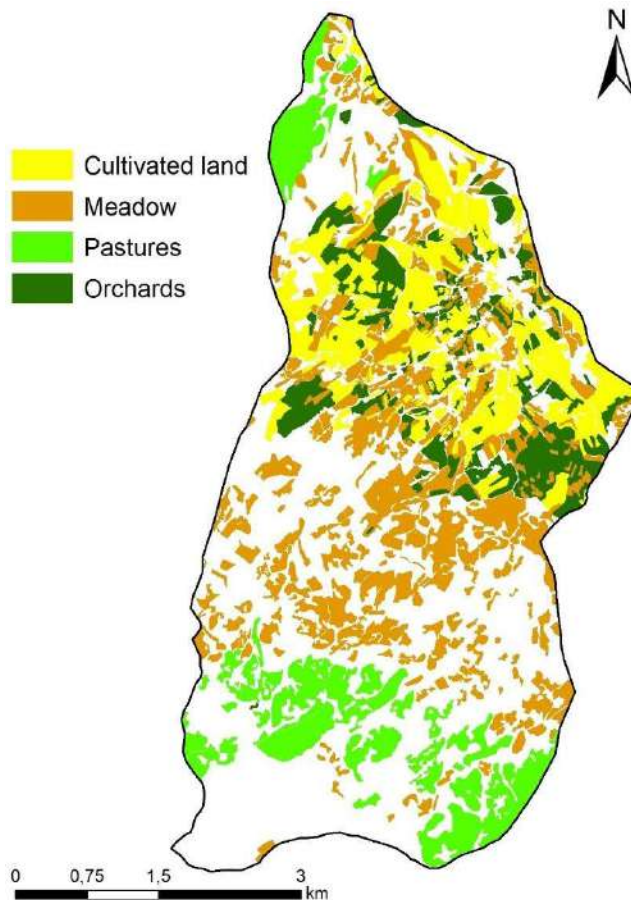 N
Cultivated land
Meadow
Pastures
Orchards
0 0,75 1,5 3
km